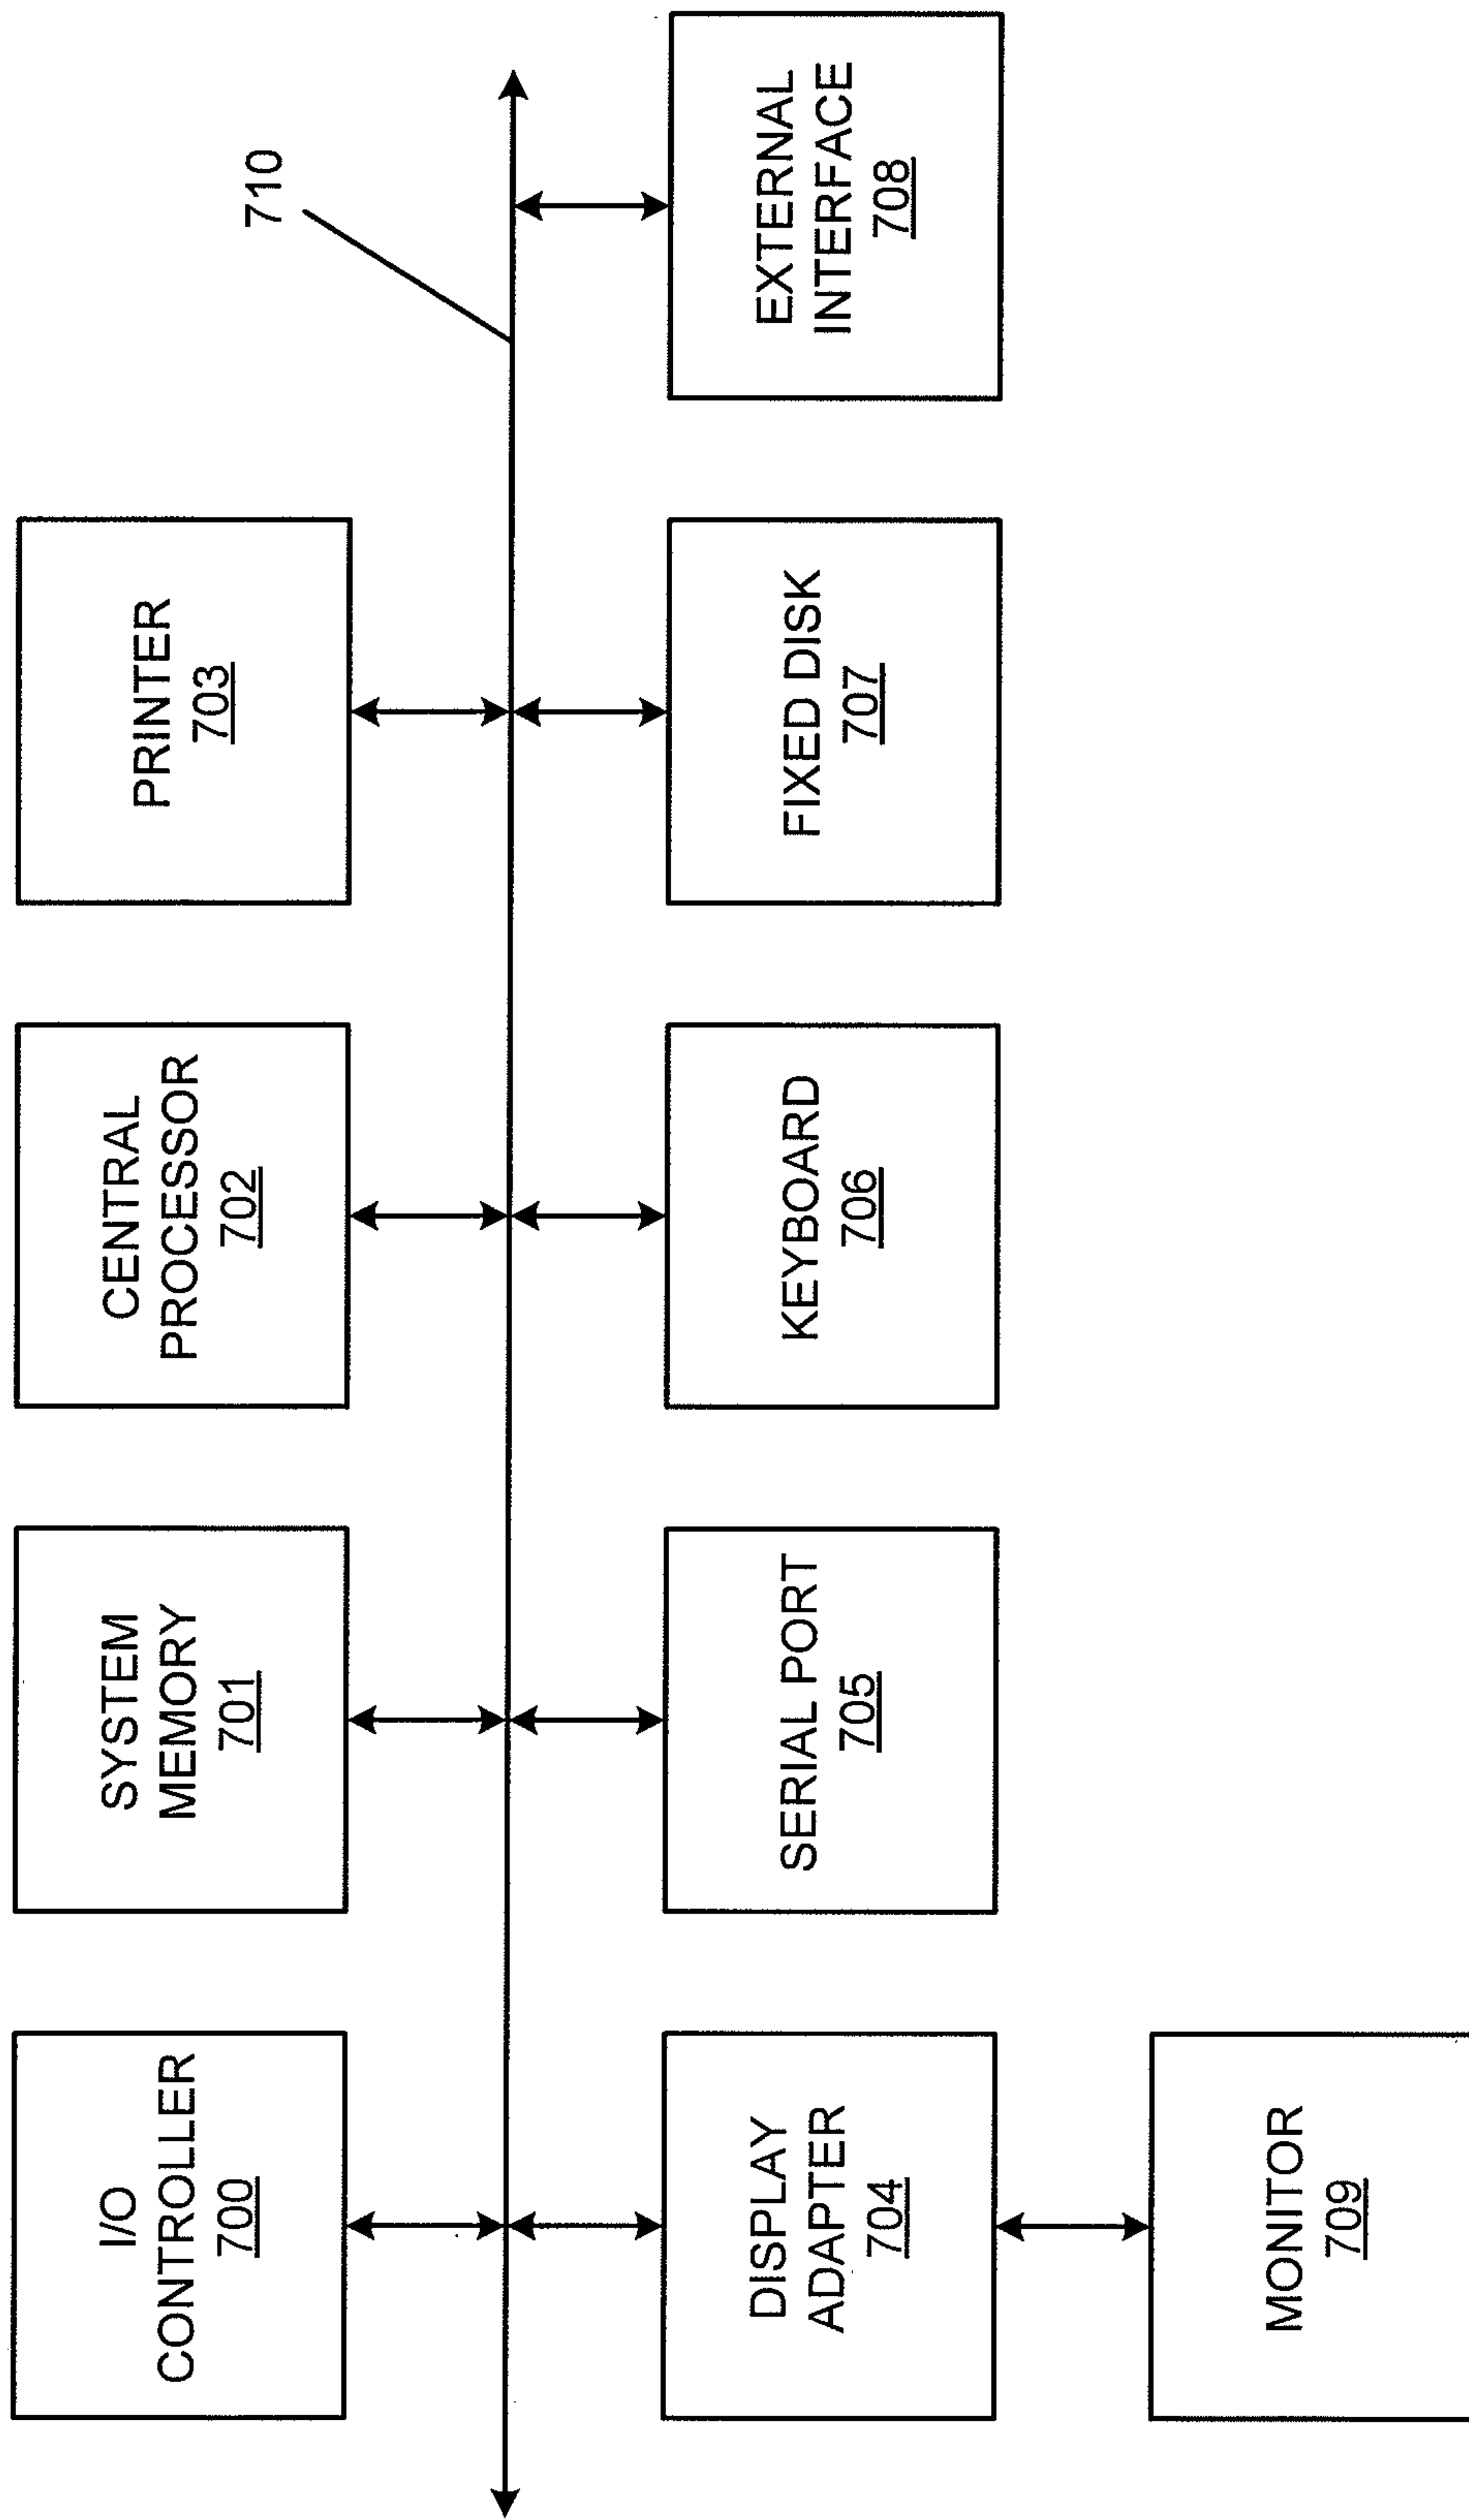 I/O
CONTROLLER
700
SYSTEM
MEMORY
701
CENTRAL
PROCESSOR
702
PRINTER
703
710
DISPLAY
ADAPTER
704
SERIAL PORT
705
KEYBOARD
706
FIXED DISK
707
EXTERNAL
INTERFACE
708
MONITOR
709